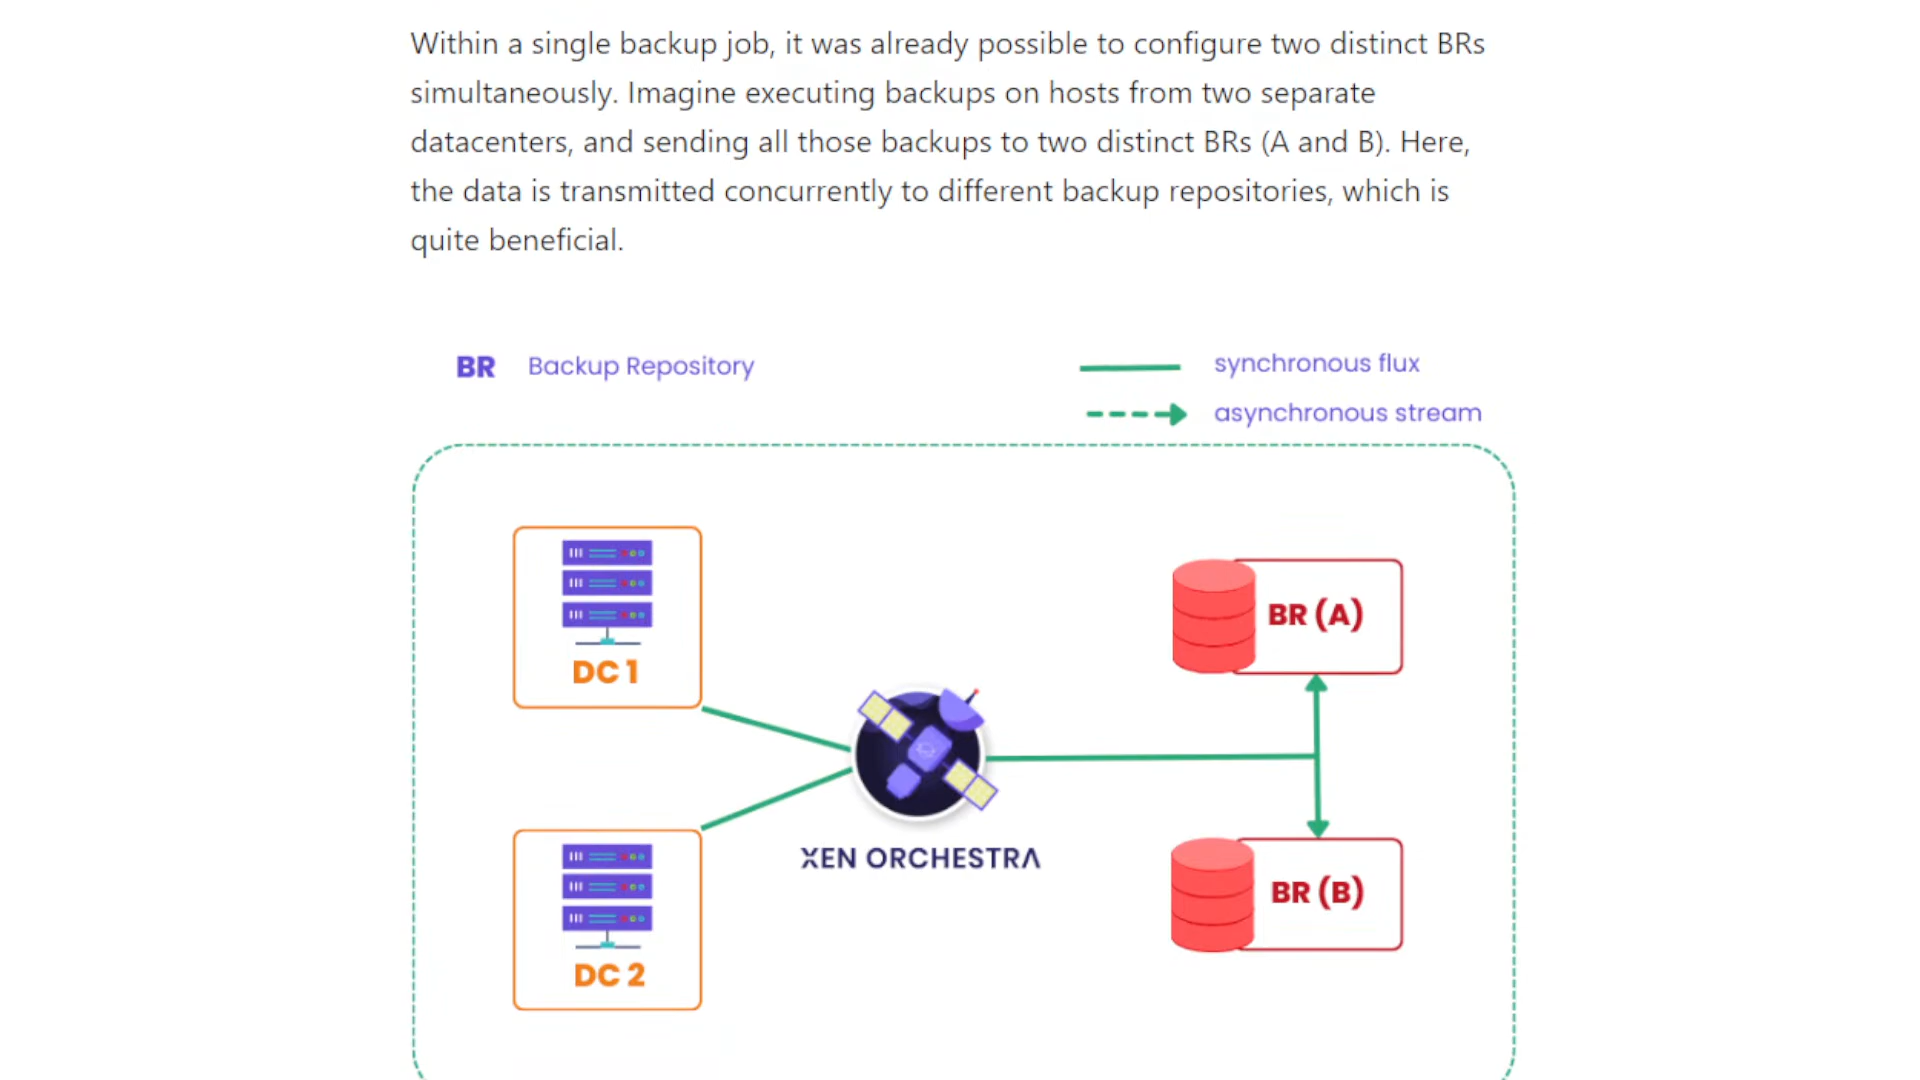 Within a single backup job, it was already possible to configure two distinct BRs
simultaneously. Imagine executing backups on hosts from two separate
datacenters, and sending all those backups to two distinct BRs (A and B). Here,
the data is transmitted concurrently to different backup repositories, which is
quite beneficial.
BR Backup Repository
synchronous flux
asynchronous stream
DC 1
BR (A)
XEN ORCHESTRA
DC 2
BR (B)